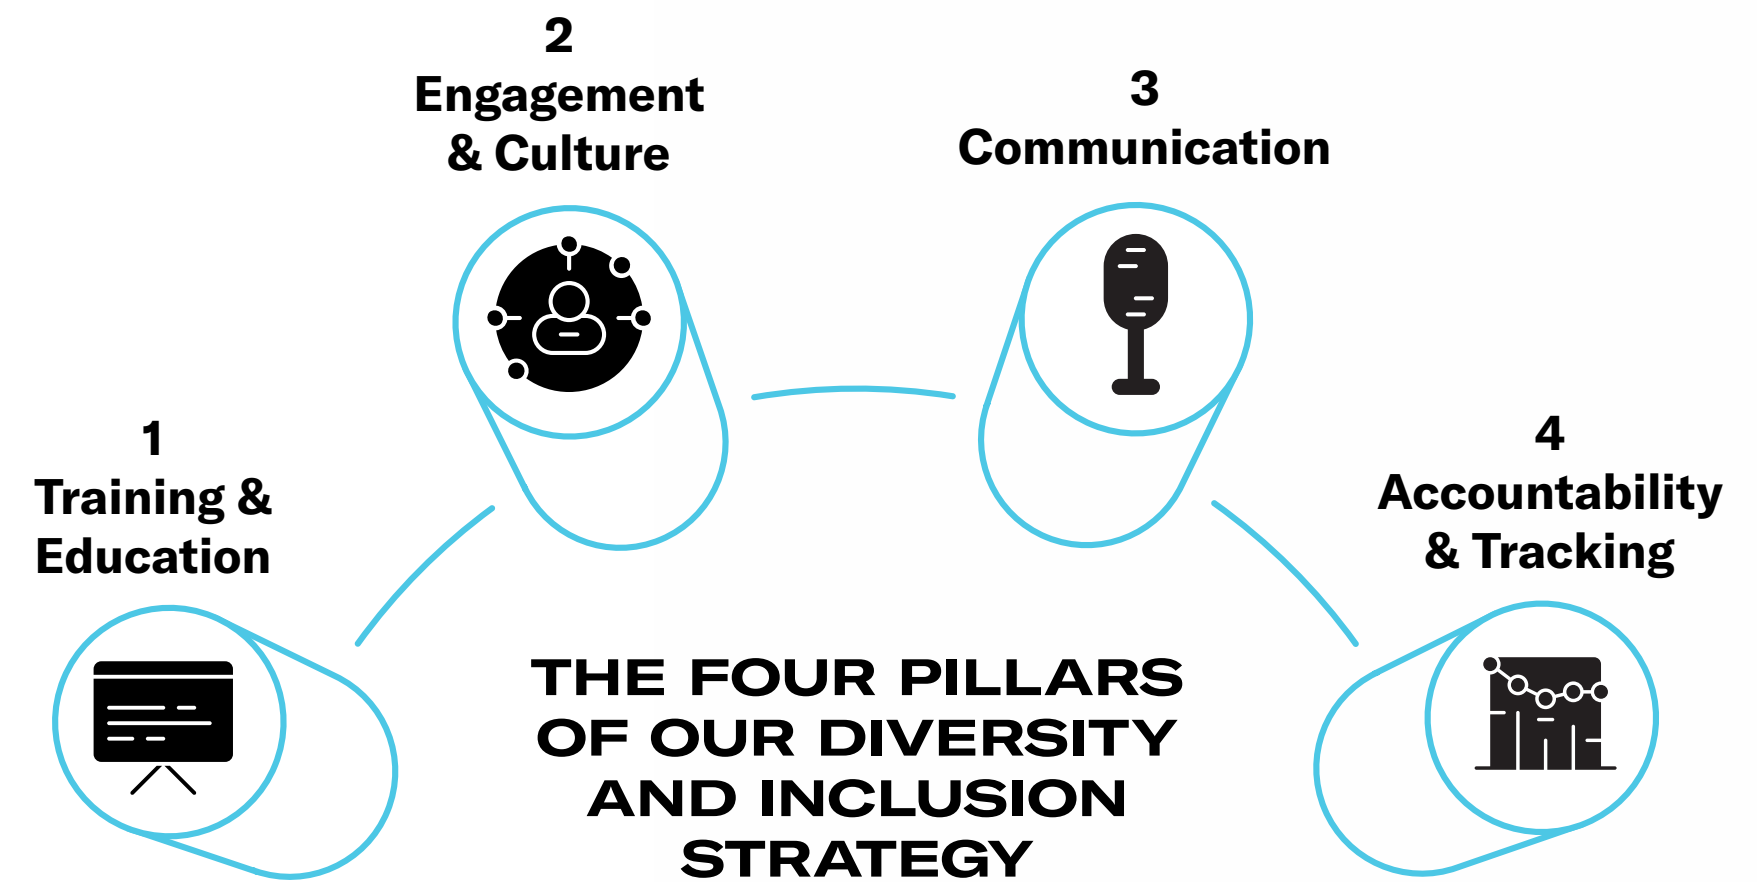 1
Training &
Education
2
Engagement
& Culture
3
Communication
4
Accountability
& Tracking
THE FOUR PILLARS
OF OUR DIVERSITY
AND INCLUSION
STRATEGY